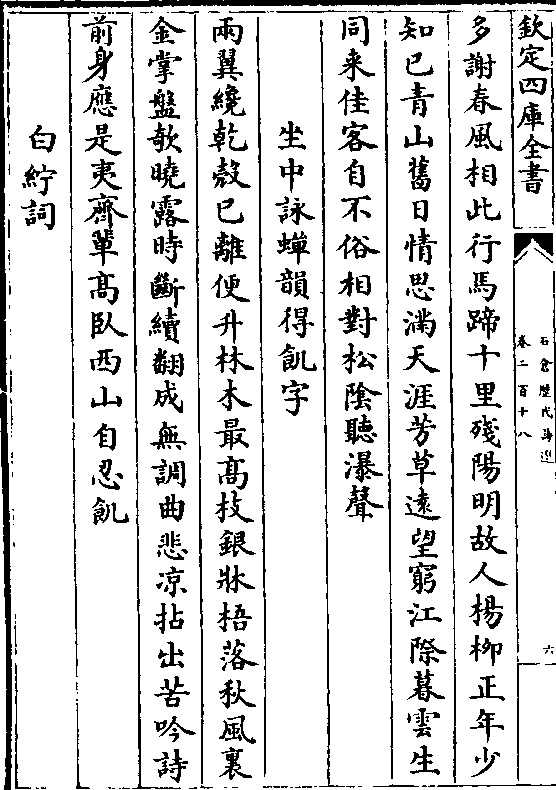 欽定四庫全書
石倉歷代詩選
卷二百十八
六
多謝春風相此行馬蹄十里殘陽明故人楊柳正年少
知已青山舊日情思滿天涯芳草遠望窮江際暮雲生
同來佳客自不俗相對松陰聽瀑聲
坐中詠蟬韻得飢字
兩翼纔乾殼已離便升林木最高枝銀牀梧落秋風裏
金掌盤欹曉露時斷續翻成無調曲悲凉拈出苦吟詩
前身應是夷齊輩高臥西山自忍飢
白紵詞